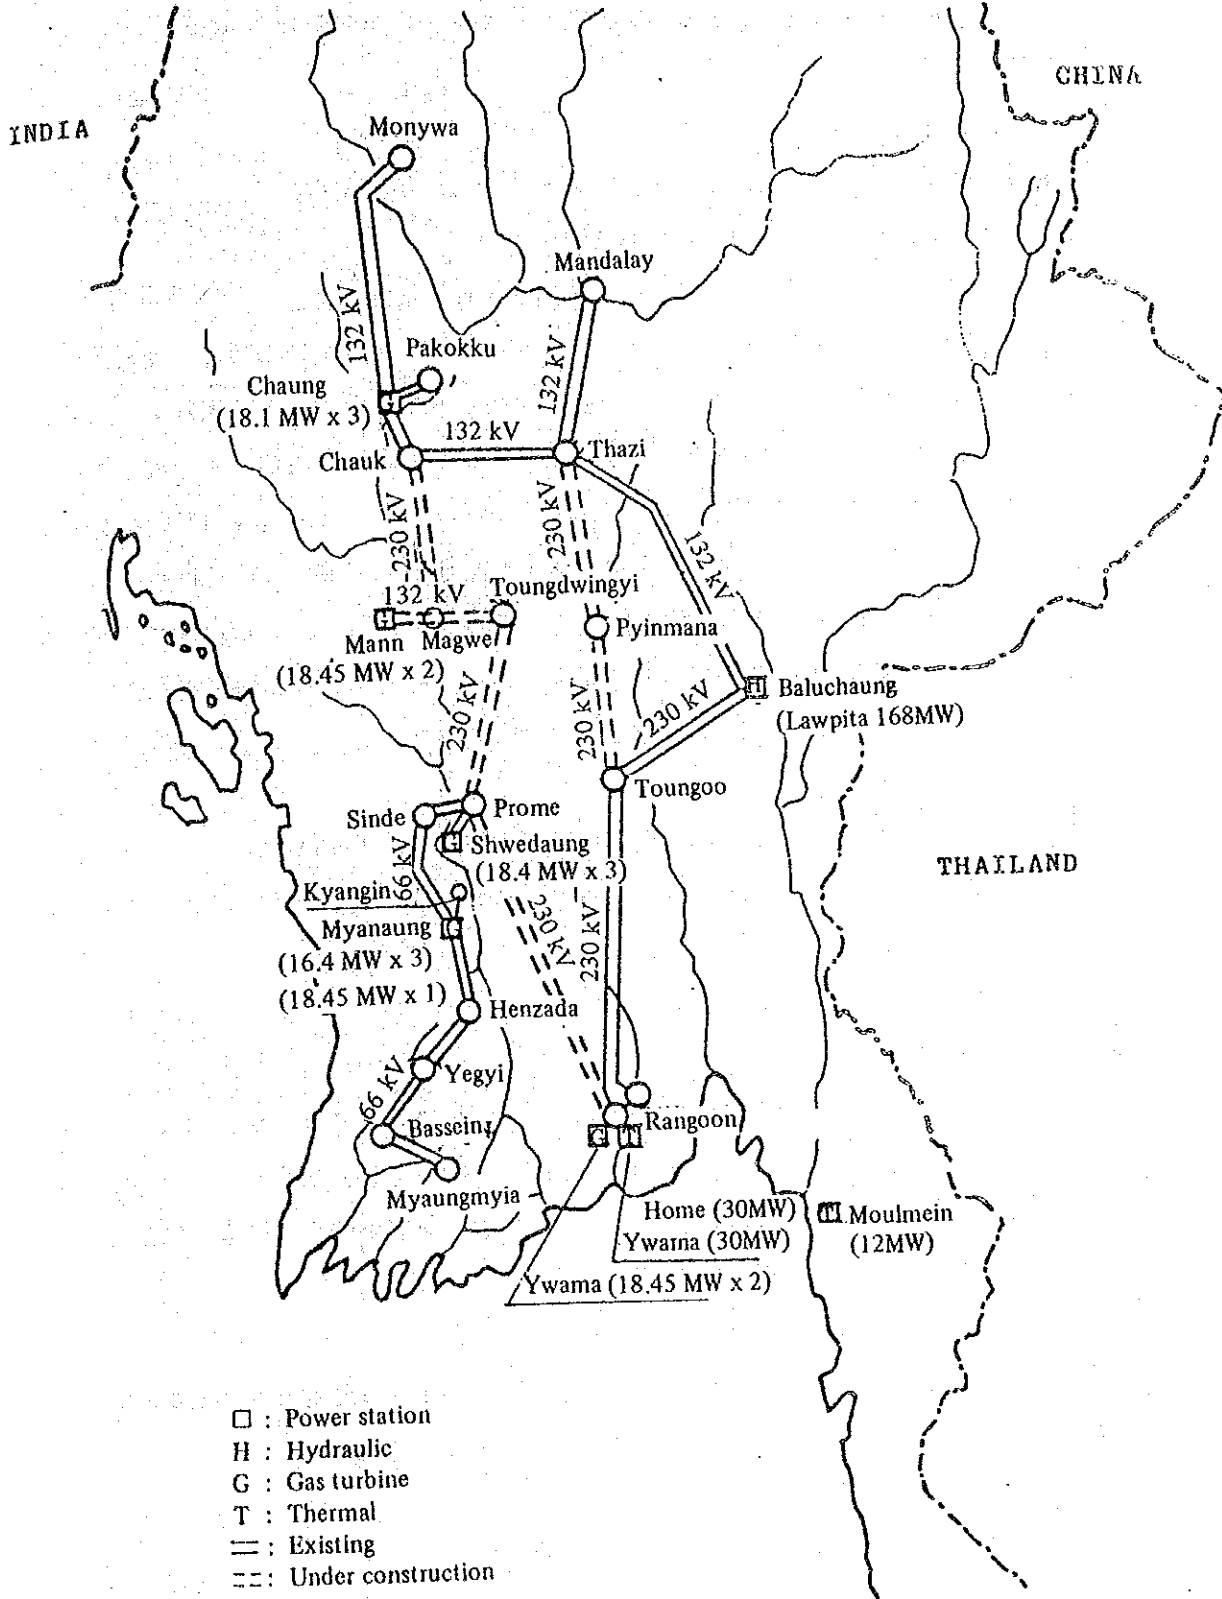 CHINA
INDIA
Monywa
Mandalay
132 kV
Pakokku
132 kV
Chaung
(18.1 MW x 3)
G
132 kV
Chauk
Thazi
230 kV
230 kV
132 kV
132 kV
Toungdwingyi
H
Mann
Magwe
Pyinmana
(18.45 MW x 2)
H
Baluchaung
(Lawpita 168MW)
230 kV
230 kV
230 kV
Toungoo
Sinde
Prome
G
Shwedaung
(18.4 MW x 3)
THAILAND
66 kV
Kyangin
230 kV
230 kV
Myanaung
G
(16.4 MW x 3)
(18.45 MW x 1)
Henzada
Yegyi
66 kV
Bassein
Rangoon
G
T
Myaungmyia
Home (30MW)
T
Moulmein
Ywama (30MW)
(12MW)
Ywama (18.45 MW x 2)
□ : Power station
H : Hydraulic
G : Gas turbine
T : Thermal
== : Existing
== : Under construction